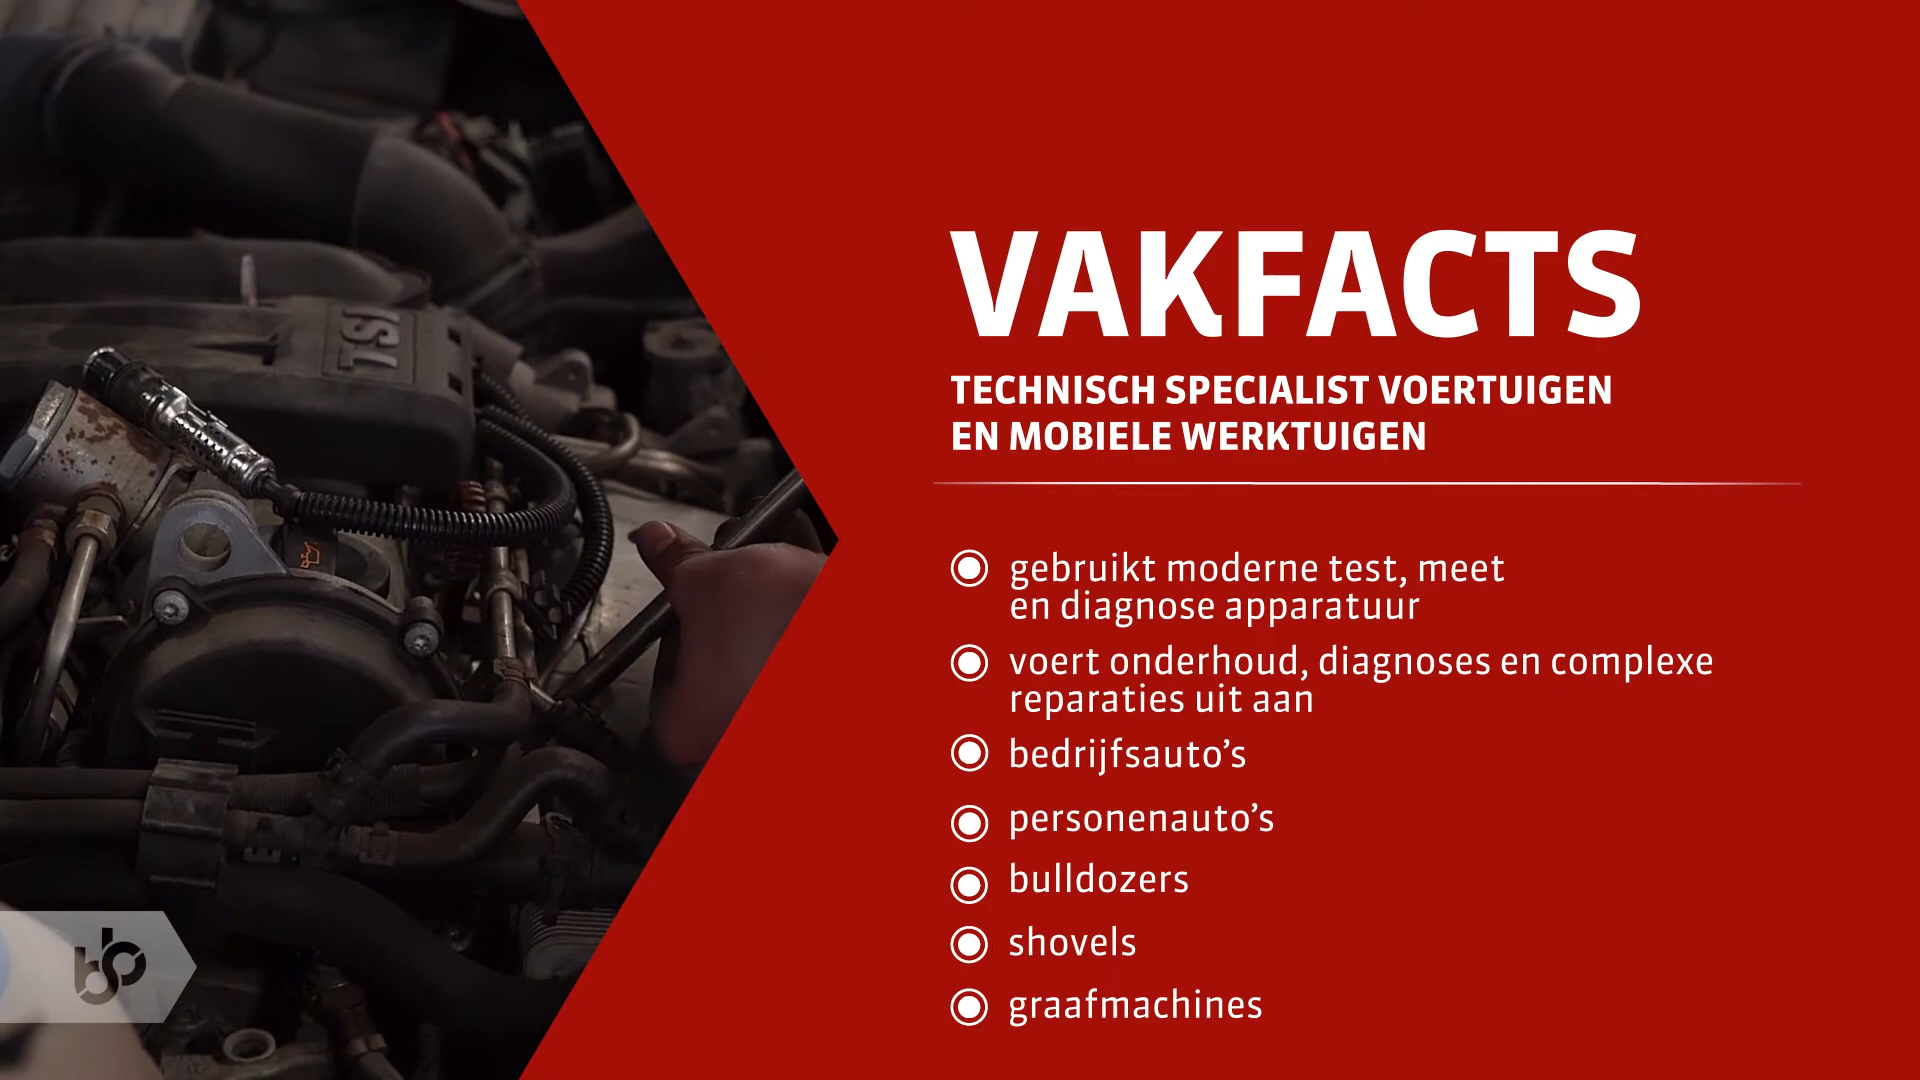 TSI
VAKFACTS
TECHNISCH SPECIALIST VOERTUIGEN
EN MOBIELE WERKTUIGEN
gebruikt moderne test, meet
en diagnose apparatuur
voert onderhoud, diagnoses en complexe
reparaties uit aan
bedrijfsauto’s
personenauto’s
bulldozers
shovels
graafmachines